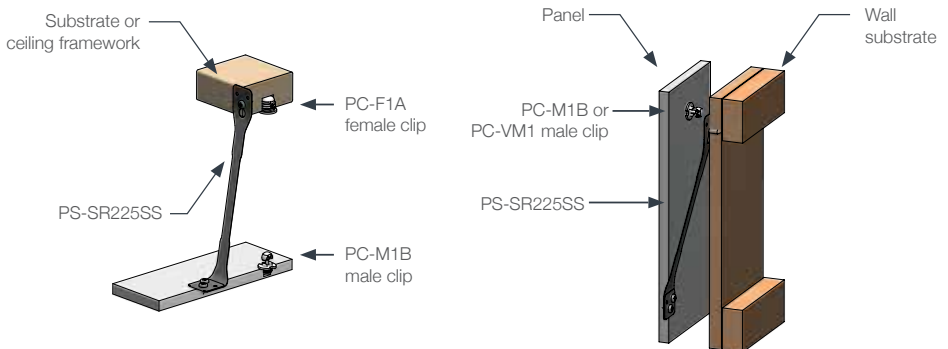 Substrate or
ceiling framework
PC-F1A
female clip
PS-SR225SS
PC-M1B
male clip
Panel
Wall
substrate
PC-M1B or
PC-VM1 male clip
PS-SR225SS